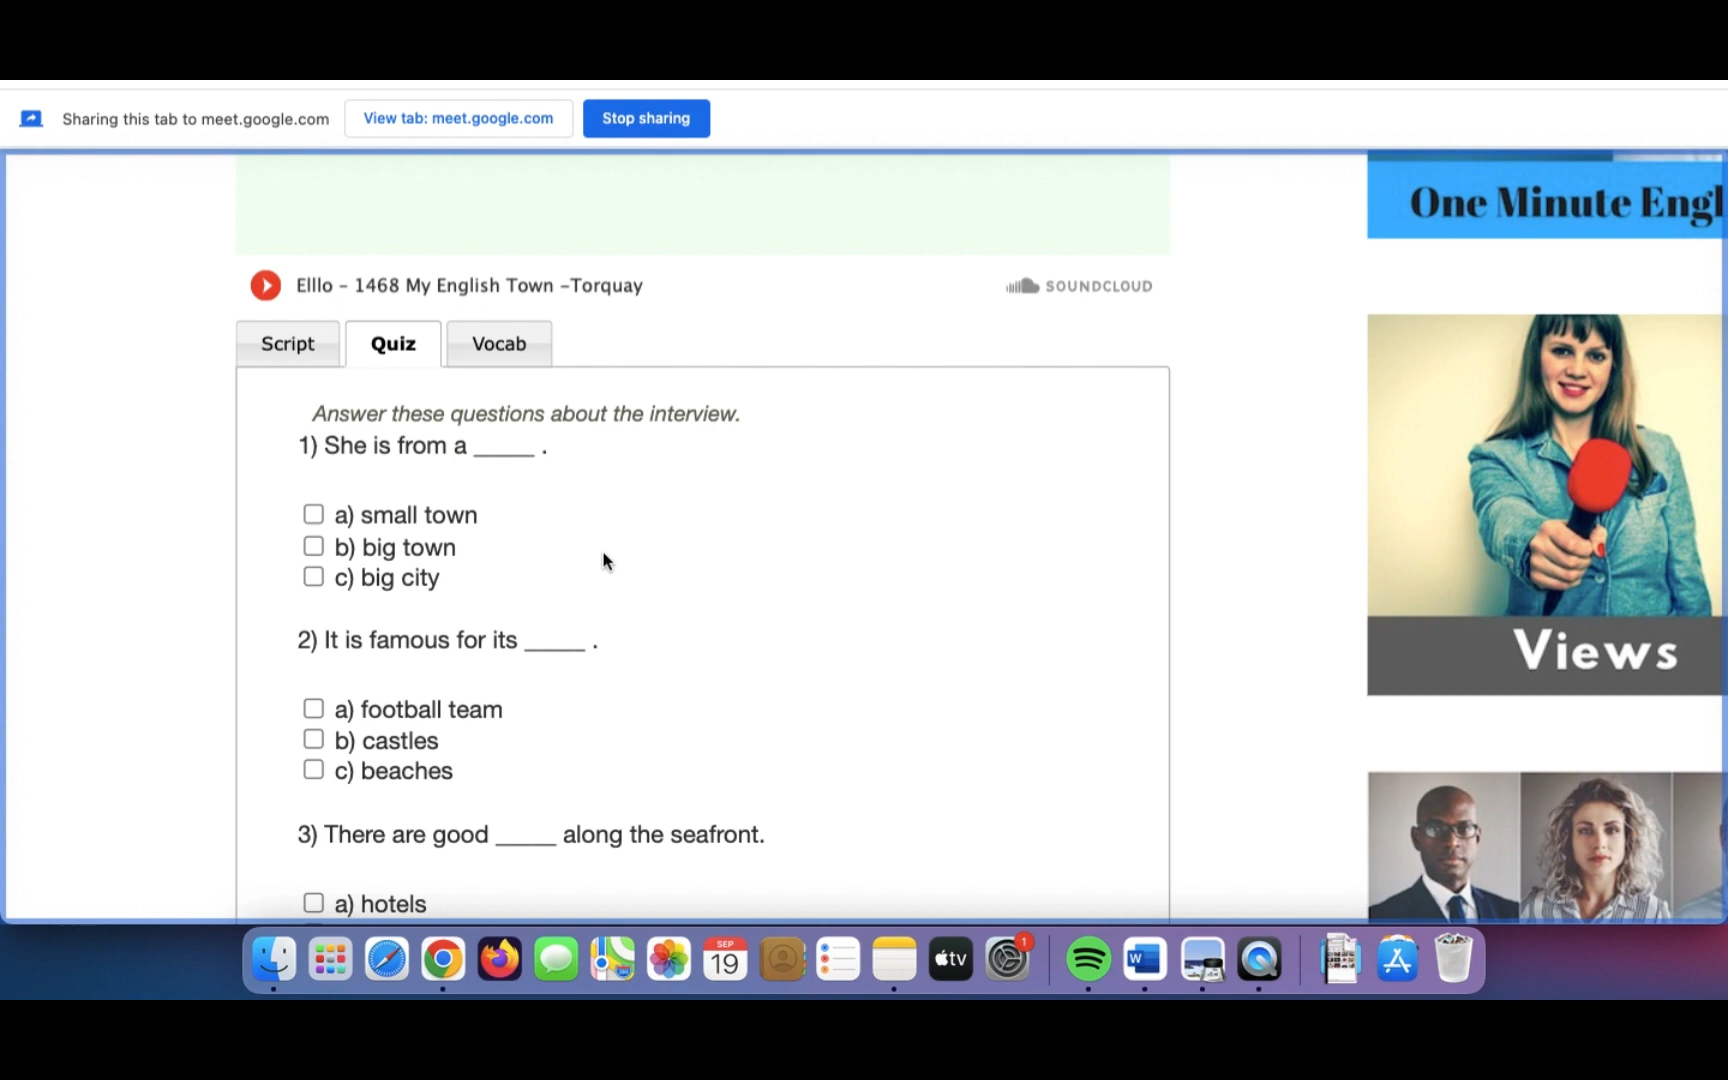 Sharing this tab to meet.google.com View tab: meet.google.com Stop sharing
One Minute Engl
Elllo - 1468 My English Town -Torquay SOUNDCLOUD
Script Quiz Vocab
Answer these questions about the interview.
1) She is from a _____ .
a) small town
b) big town
c) big city
2) It is famous for its _____ .
a) football team
b) castles
c) beaches
3) There are good _____ along the seafront.
a) hotels
Views
SEP
19
tv
1
W